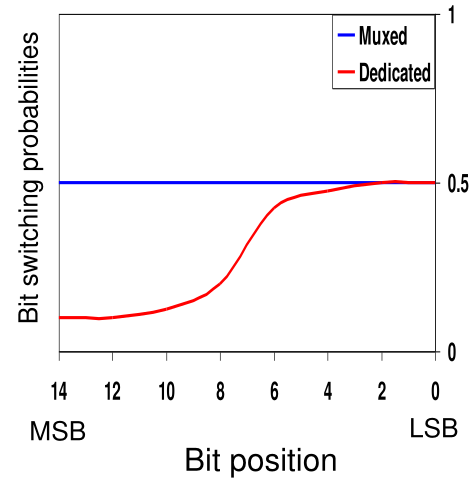 Muxed
Dedicated
Bit switching probabilities
1
0.5
0
14 12 10 8 6 4 2 0
MSB LSB
Bit position